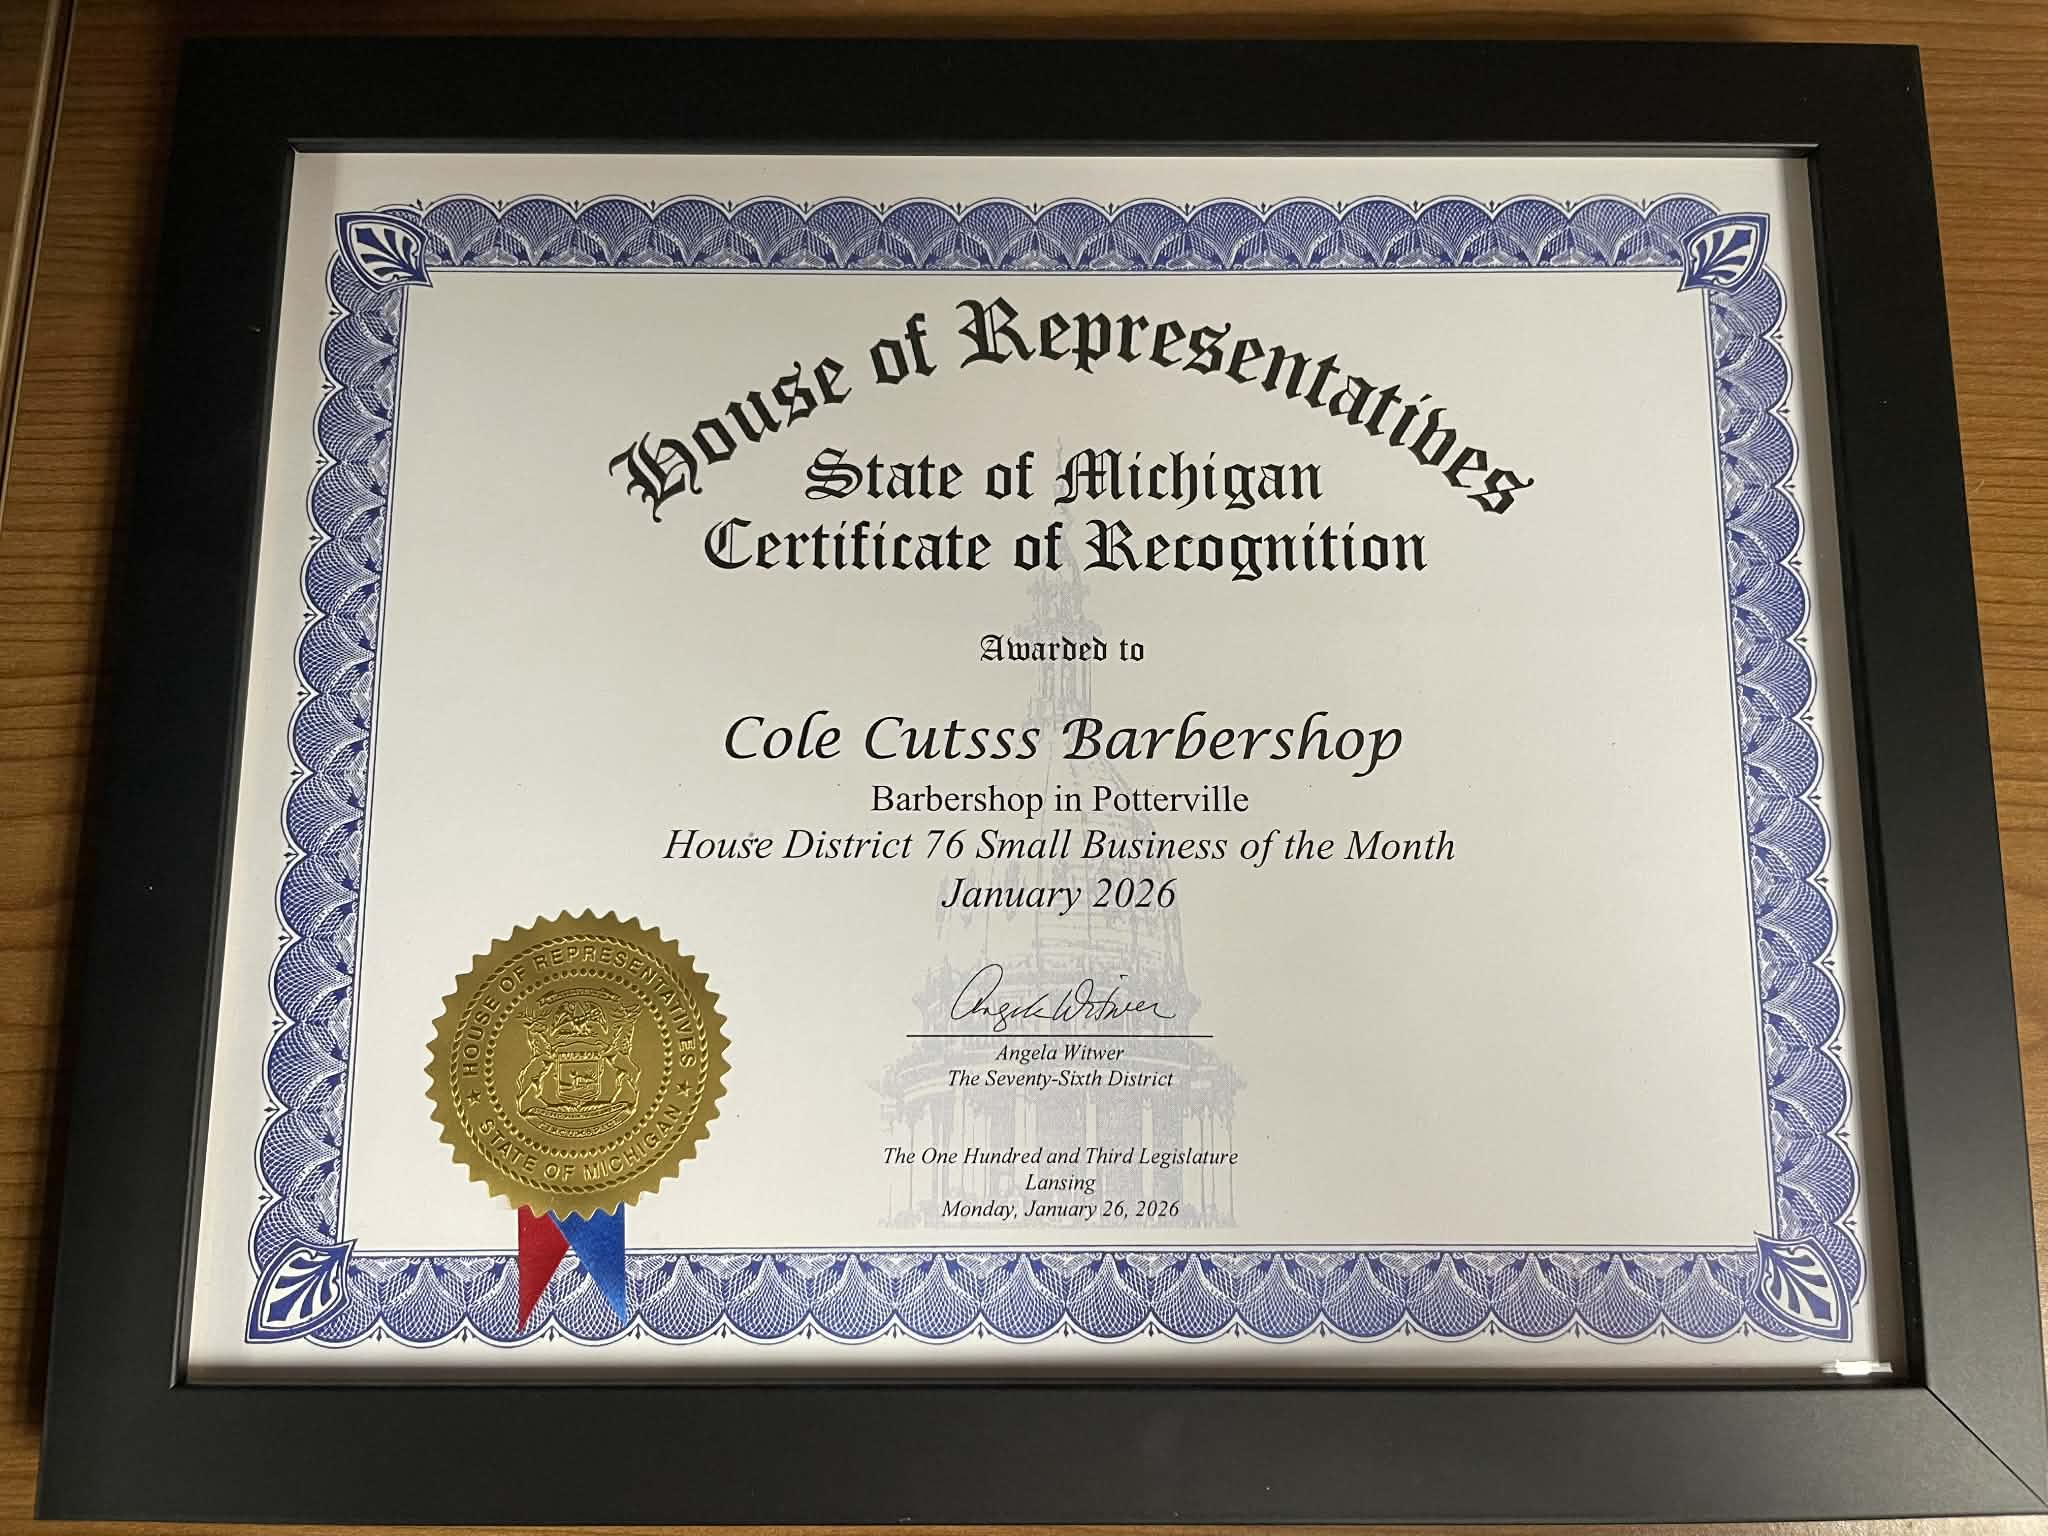 House of Representatives
State of Michigan
Certificate of Recognition
Awarded to
Cole Cutsss Barbershop
Barbershop in Potterville
House District 76 Small Business of the Month
January 2026
Angela Witwer
Angela Witwer
The Seventy-Sixth District
The One Hundred and Third Legislature
Lansing
Monday, January 26, 2026
HOUSE OF REPRESENTATIVES
STATE OF MICHIGAN